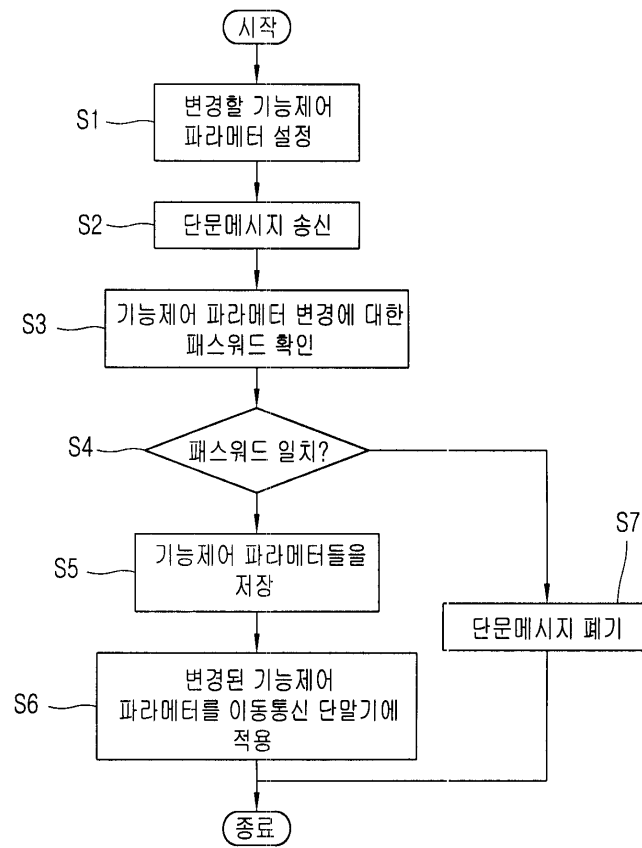 시작
S1
변경할 기능제어
파라메터 설정
S2
단문메시지 송신
S3
기능제어 파라메터 변경에 대한
패스워드 확인
S4
패스워드 일치?
S5
기능제어 파라메터들을
저장
S7
단문메시지 폐기
S6
변경된 기능제어
파라메터를 이동통신 단말기에
적용
종료